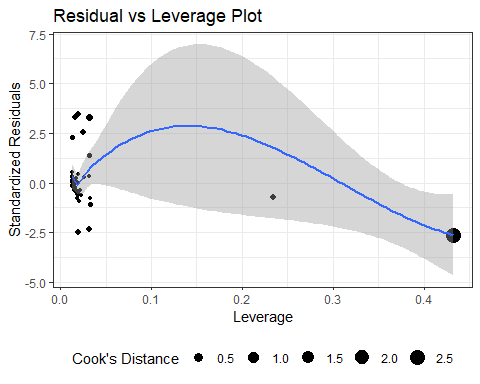 Residual vs Leverage Plot
7.5
5.0
2.5
0.0
-2.5
-5.0
Standardized Residuals
0.0 0.1 0.2 0.3 0.4
Leverage
Cook's Distance 0.5 1.0 1.5 2.0 2.5